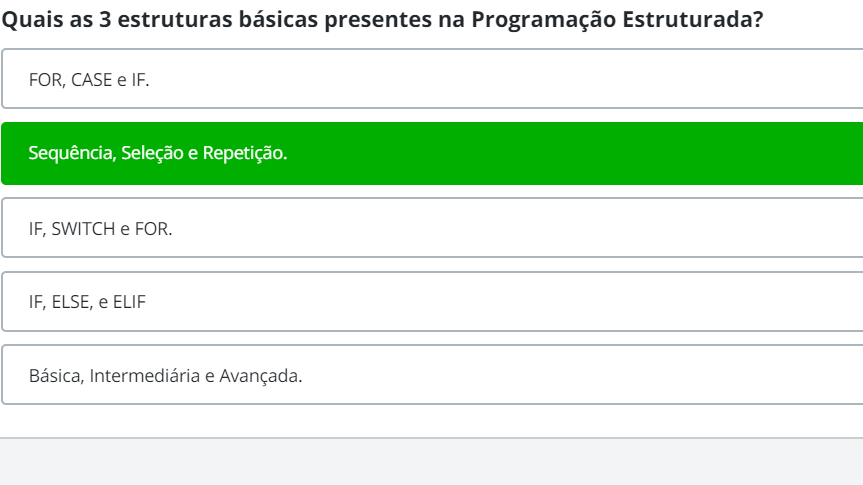 Quais as 3 estruturas básicas presentes na Programação Estruturada?
FOR, CASE e IF.
Sequência, Seleção e Repetição.
IF, SWITCH e FOR.
IF, ELSE, e ELIF
Básica, Intermediária e Avançada.